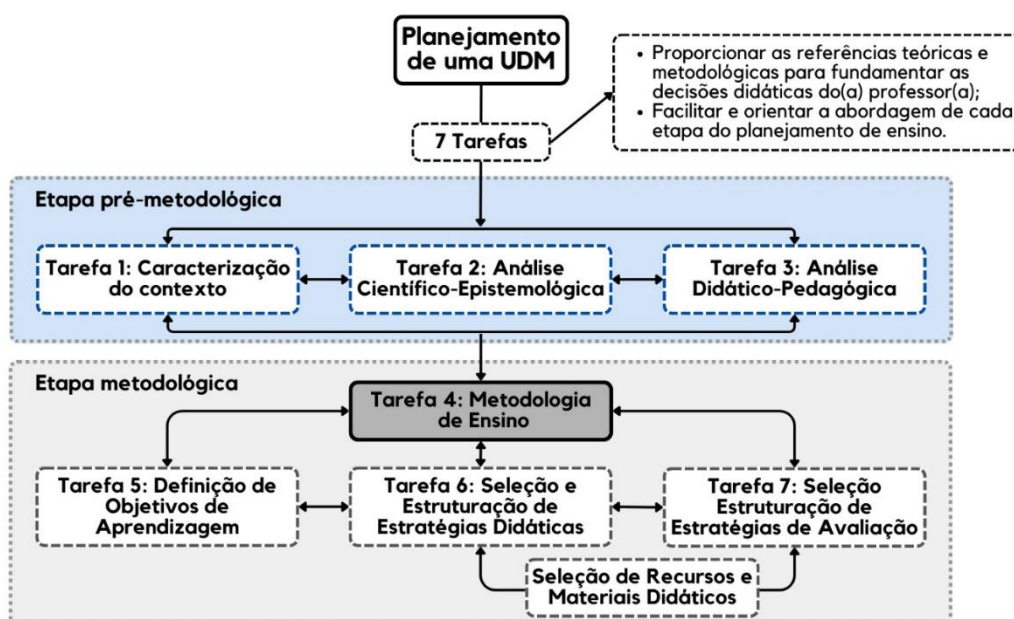 Planejamento
de uma UDM
• Proporcionar as referências teóricas e
metodológicas para fundamentar as
decisões didáticas do(a) professor(a);
• Facilitar e orientar a abordagem de cada
etapa do planejamento de ensino.
7 Tarefas
Etapa pré-metodológica
Tarefa 1: Caracterização
do contexto
Tarefa 2: Análise
Científico-Epistemológica
Tarefa 3: Análise
Didático-Pedagógica
Etapa metodológica
Tarefa 4: Metodologia
de Ensino
Tarefa 5: Definição de
Objetivos de
Aprendizagem
Tarefa 6: Seleção e
Estruturação de
Estratégias Didáticas
Tarefa 7: Seleção
Estruturação de
Estratégias de Avaliação
Seleção de Recursos e
Materiais Didáticos